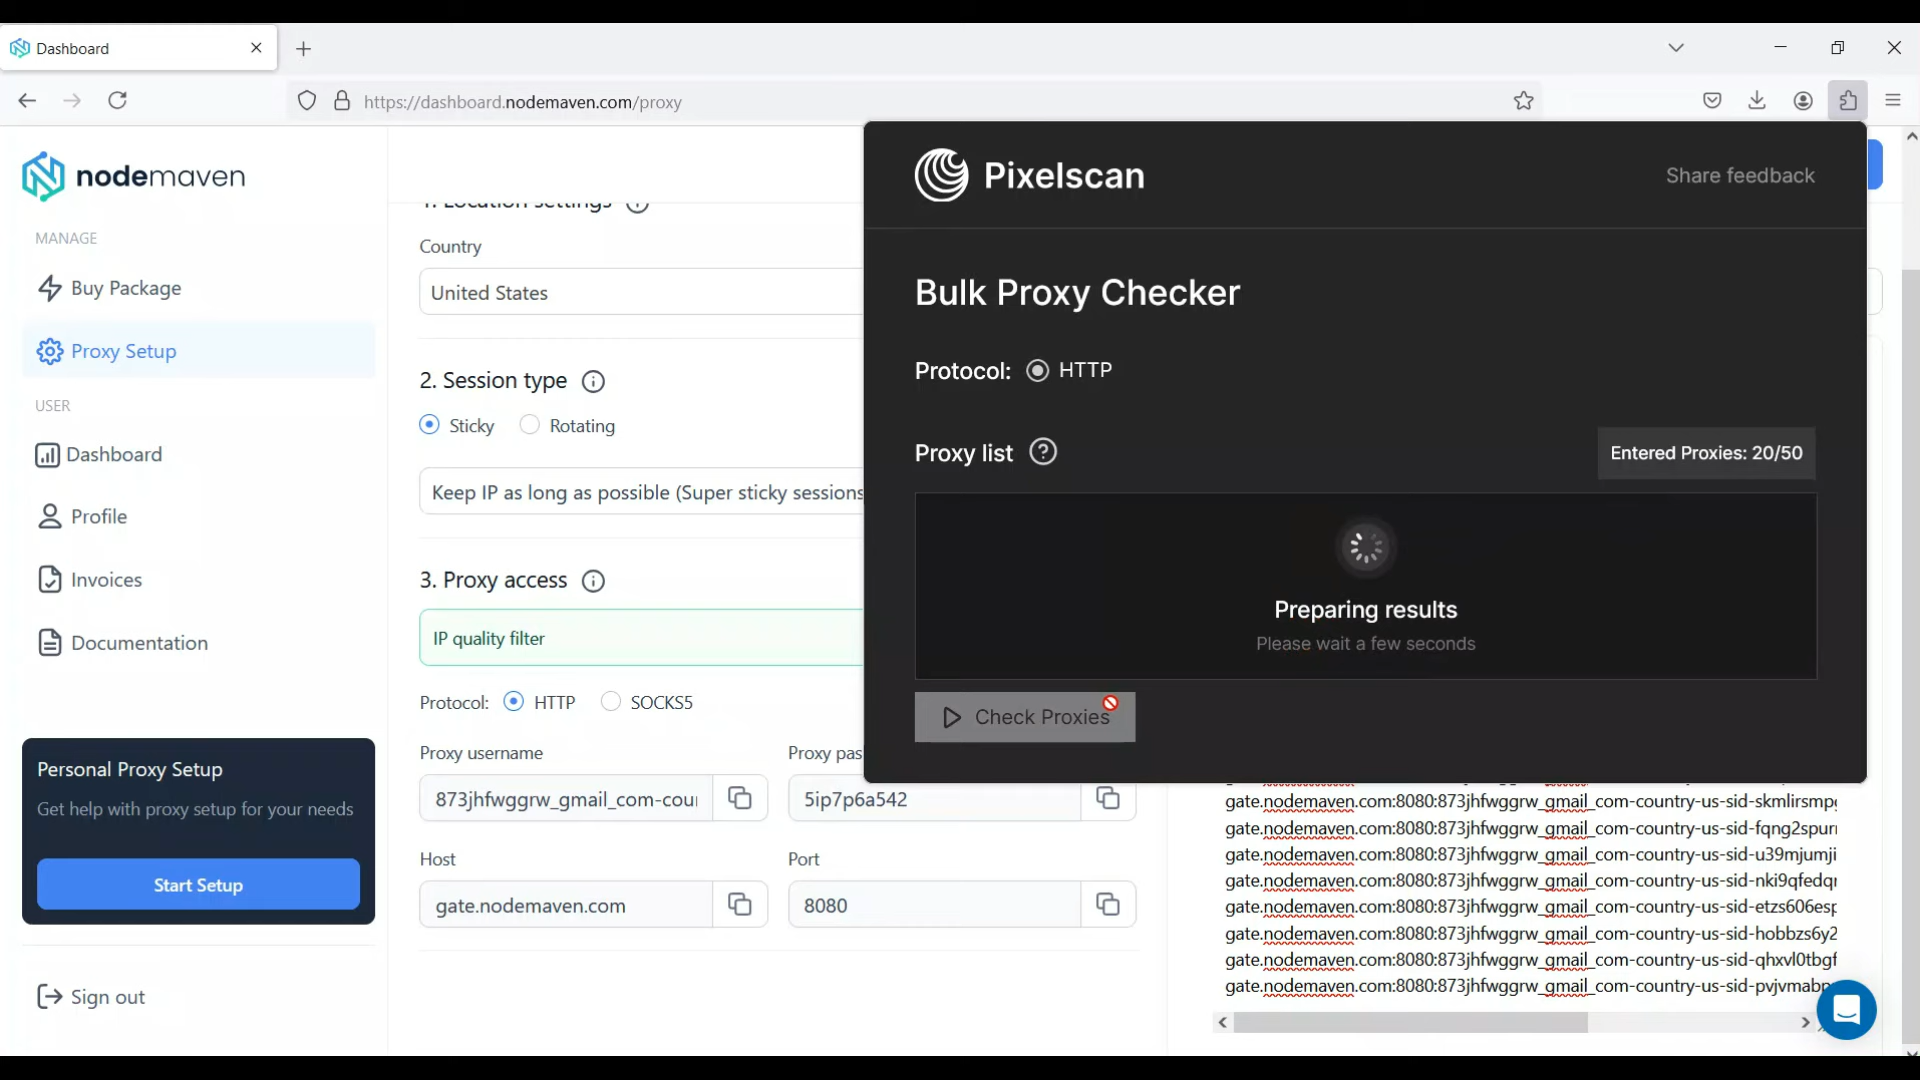 Dashboard
https://dashboard.nodemaven.com/proxy
nodemaven
MANAGE
Buy Package
Proxy Setup
USER
Dashboard
Profile
Invoices
Documentation
Personal Proxy Setup
Get help with proxy setup for your needs
Start Setup
Sign out
1. Location settings
Country
United States
2. Session type
Sticky
Rotating
Keep IP as long as possible (Super sticky sessions
3. Proxy access
IP quality filter
Protocol: HTTP SOCKS5
Proxy username
873jhfwggrw_gmail_com-cou
Proxy pas
5ip7p6a542
Host
gate.nodemaven.com
Port
8080
Pixelscan
Share feedback
Bulk Proxy Checker
Protocol: HTTP
Proxy list
Entered Proxies: 20/50
Preparing results
Please wait a few seconds
Check Proxies
gate.nodemaven.com:8080:873jhfwggrw_gmail_com-country-us-sid-skmlirsmp
gate.nodemaven.com:8080:873jhfwggrw_gmail_com-country-us-sid-fqng2spur
gate.nodemaven.com:8080:873jhfwggrw_gmail_com-country-us-sid-u39mjumji
gate.nodemaven.com:8080:873jhfwggrw_gmail_com-country-us-sid-nki9qfedq
gate.nodemaven.com:8080:873jhfwggrw_gmail_com-country-us-sid-etzs606esp
gate.nodemaven.com:8080:873jhfwggrw_gmail_com-country-us-sid-hobbzs6y2
gate.nodemaven.com:8080:873jhfwggrw_gmail_com-country-us-sid-qhxvl0tbgf
gate.nodemaven.com:8080:873jhfwggrw_gmail_com-country-us-sid-pvjvmabp